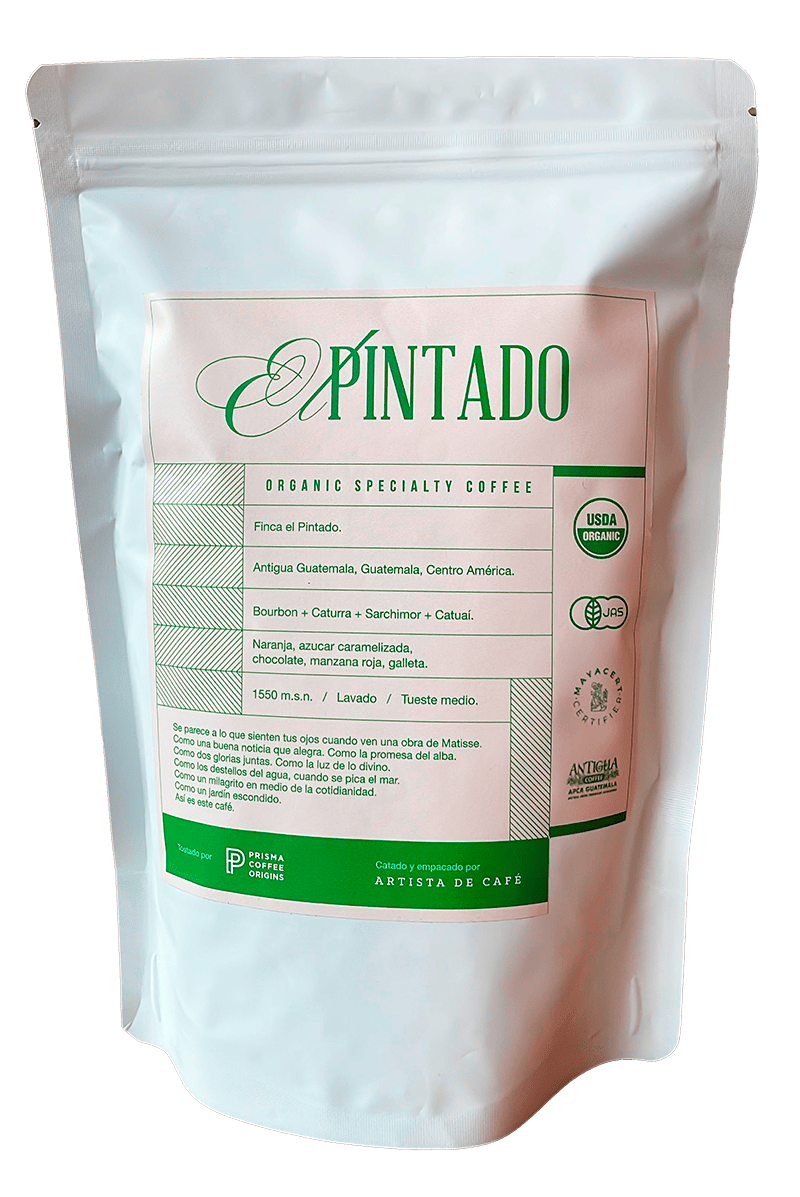 El PINTADO
ORGANIC SPECIALTY COFFEE
Finca el Pintado.
Antigua Guatemala, Guatemala, Centro América.
Bourbon + Caturra + Sarchimor + Catuaí.
Naranja, azucar caramelizada,
chocolate, manzana roja, galleta.
1550 m.s.n. / Lavado / Tueste medio.
Se parece a lo que sienten tus ojos cuando ven una obra de Matisse.
Como una buena noticia que alegra. Como la promesa del alba.
Como dos glorias juntas. Como la luz de lo divino.
Como los destellos del agua, cuando se pica el mar.
Como un milagrito en medio de la cotidianidad.
Como un jardín escondido.
Así es este café.
Tostado por
PRISMA
COFFEE
ORIGINS
Catado y empacado por
ARTISTA DE CAFÉ
USDA
ORGANIC
JAS
MAYACERT
CERTIFIED
ANTIGUA
COFFEE
APCA GUATEMALA